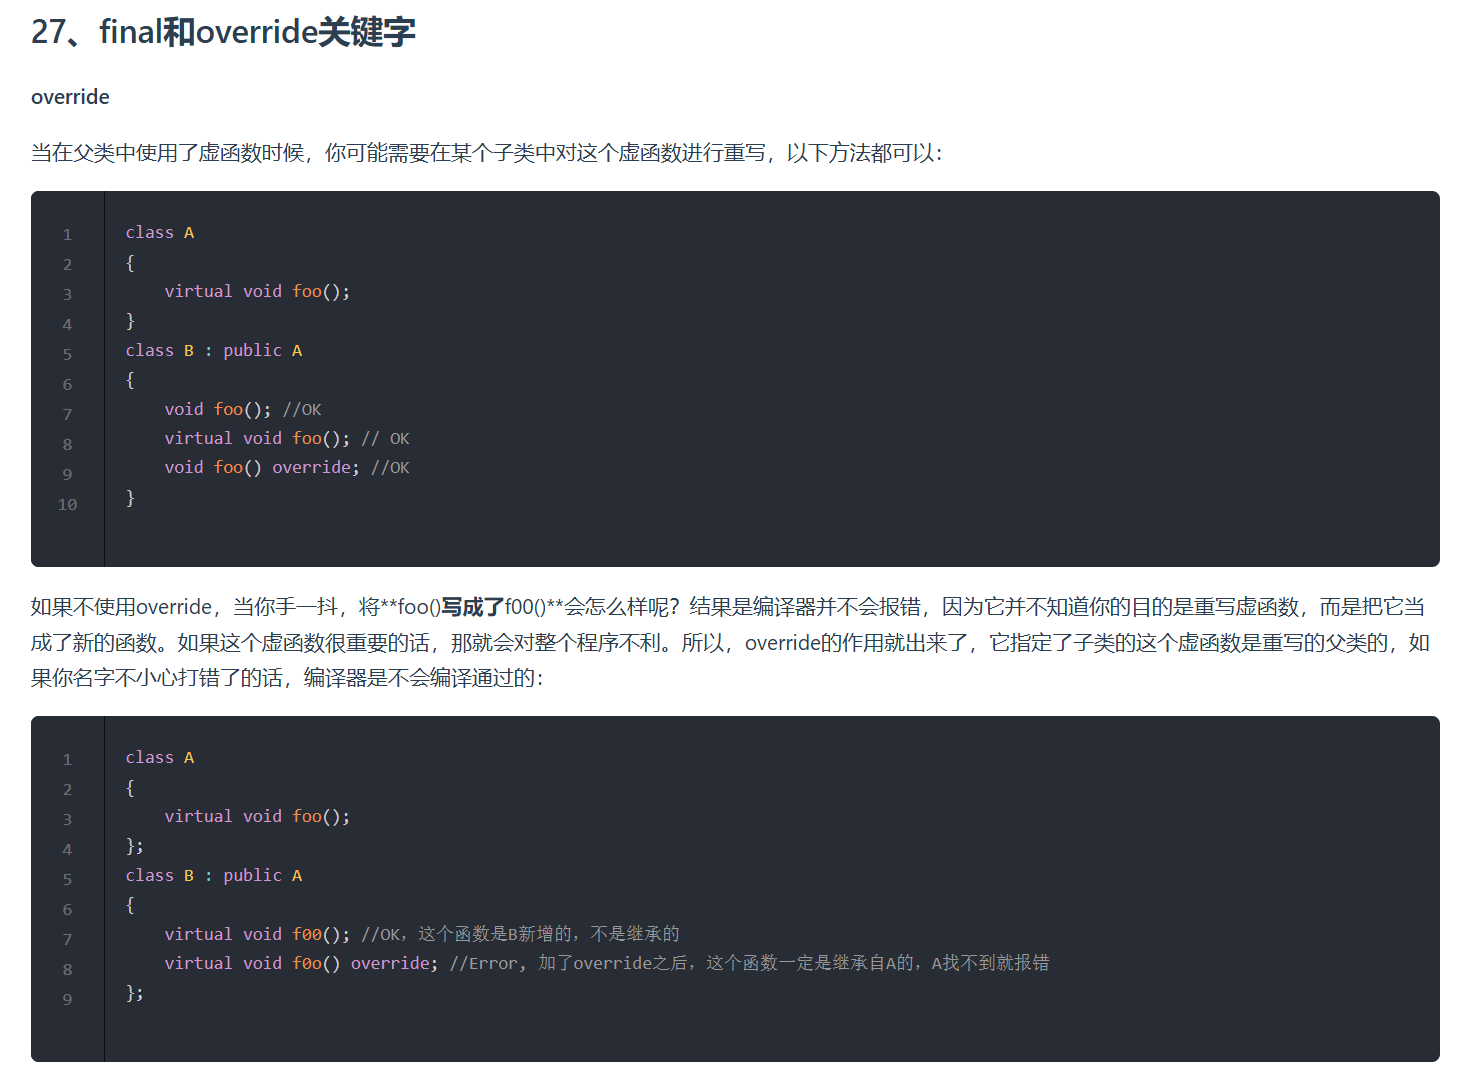 27、final和override关键字
override
当在父类中使用了虚函数时候，你可能需要在某个子类中对这个虚函数进行重写，以下方法都可以：
1 class A
2 {
3 virtual void foo();
4 }
5 class B : public A
6 {
7 void foo(); //OK
8 virtual void foo(); // OK
9 void foo() override; //OK
10 }
如果不使用override，当你手一抖，将**foo()写成了f00()**会怎么样呢？结果是编译器并不会报错，因为它并不知道你的目的是重写虚函数，而是把它当
成了新的函数。如果这个虚函数很重要的话，那就会对整个程序不利。所以，override的作用就出来了，它指定了子类的这个虚函数是重写的父类的，如
果你名字不小心打错了的话，编译器是不会编译通过的：
1 class A
2 {
3 virtual void foo();
4 };
5 class B : public A
6 {
7 virtual void f00(); //OK，这个函数是B新增的，不是继承的
8 virtual void f0o() override; //Error, 加了override之后，这个函数一定是继承自A的，A找不到就报错
9 };